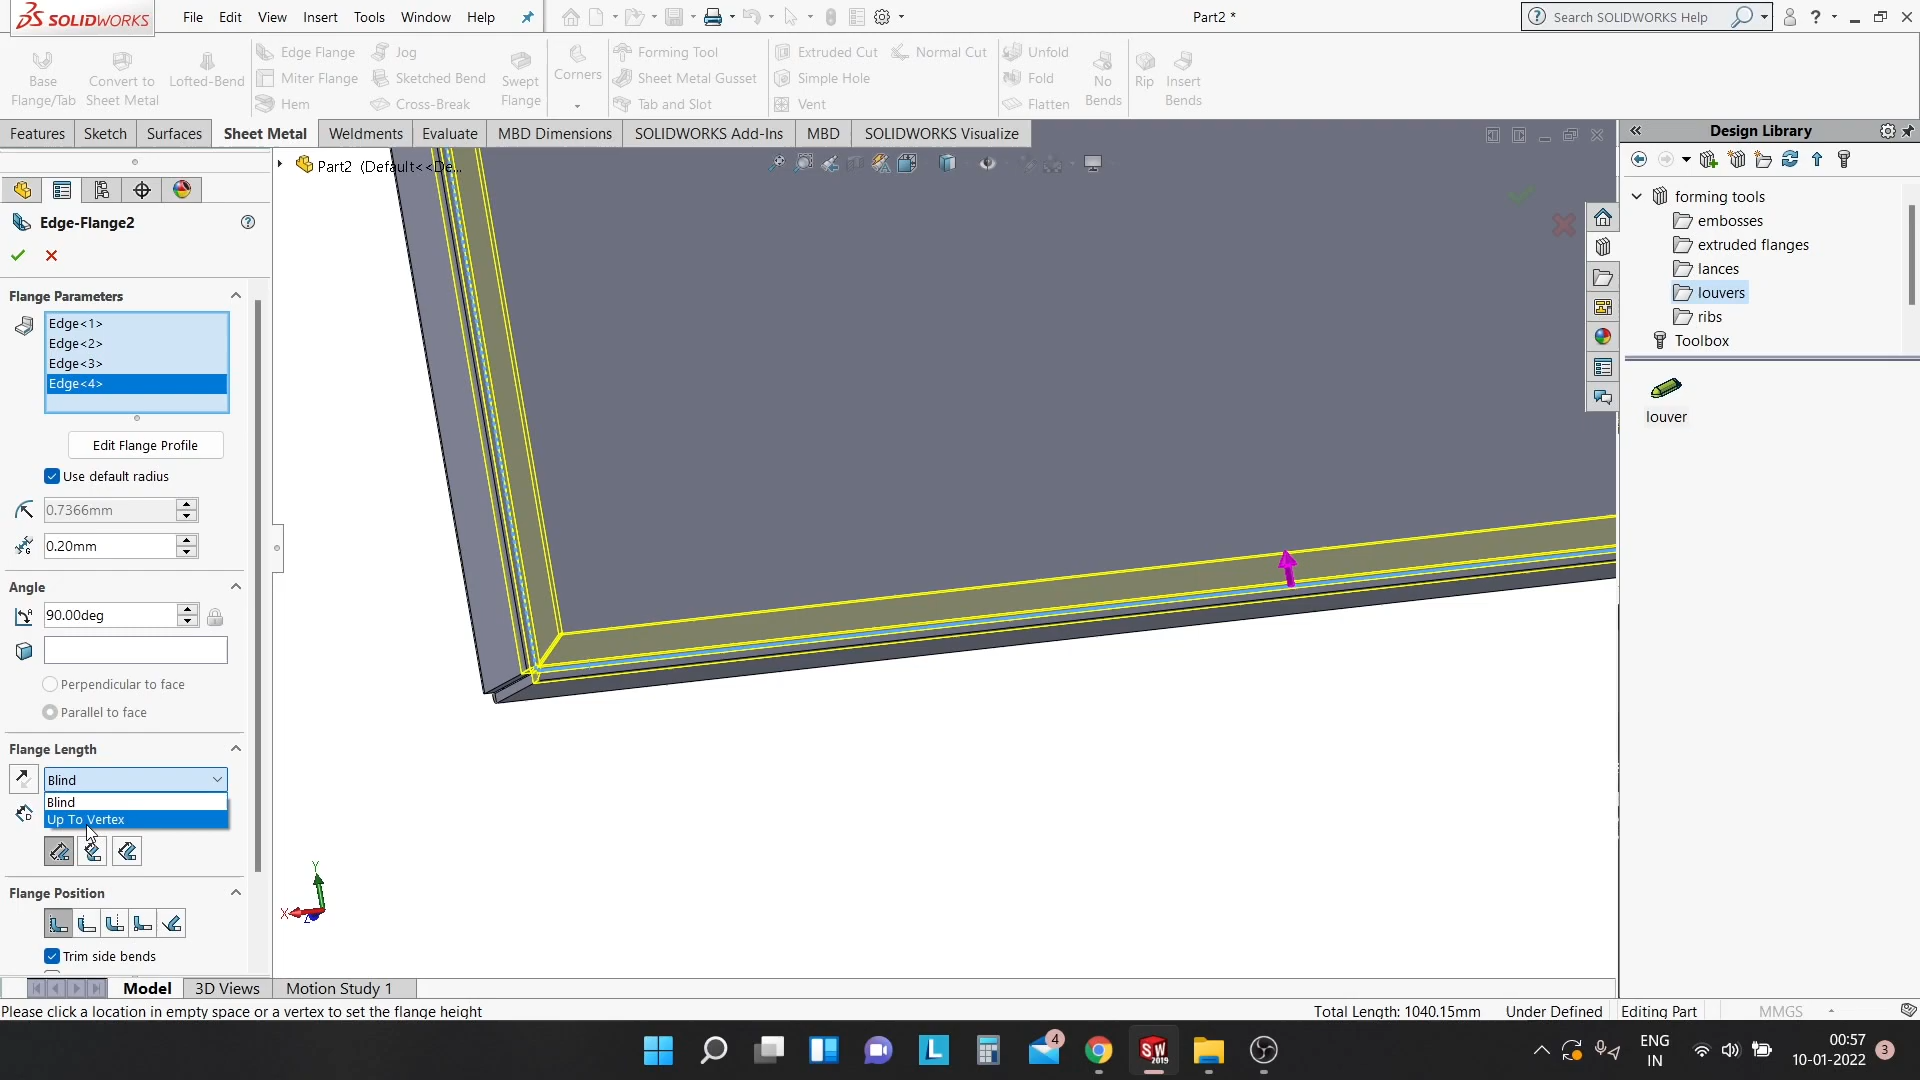 SOLIDWORKS
File Edit View Insert Tools Window Help
Part2 *
Search SOLIDWORKS Help
Base Flange/Tab
Convert to Sheet Metal
Lofted-Bend
Edge Flange
Miter Flange
Hem
Jog
Sketched Bend
Cross-Break
Swept Flange
Corners
Forming Tool
Sheet Metal Gusset
Tab and Slot
Extruded Cut
Simple Hole
Vent
Normal Cut
Unfold
Fold
Flatten
No Bends
Rip
Insert Bends
Features Sketch Surfaces Sheet Metal Weldments Evaluate MBD Dimensions SOLIDWORKS Add-Ins MBD SOLIDWORKS Visualize
Part2 (Default<<De...
Edge-Flange2
Flange Parameters
Edge<1>
Edge<2>
Edge<3>
Edge<4>
Edit Flange Profile
Use default radius
0.7366mm
0.20mm
Angle
90.00deg
Perpendicular to face
Parallel to face
Flange Length
Blind
Blind
Up To Vertex
Flange Position
Trim side bends
Y
X
Z
Design Library
forming tools
embosses
extruded flanges
lances
louvers
ribs
Toolbox
louver
Model 3D Views Motion Study 1
Please click a location in empty space or a vertex to set the flange height
Total Length: 1040.15mm Under Defined Editing Part MMGS
L
4
SW
2019
ENG
IN
00:57
10-01-2022
3